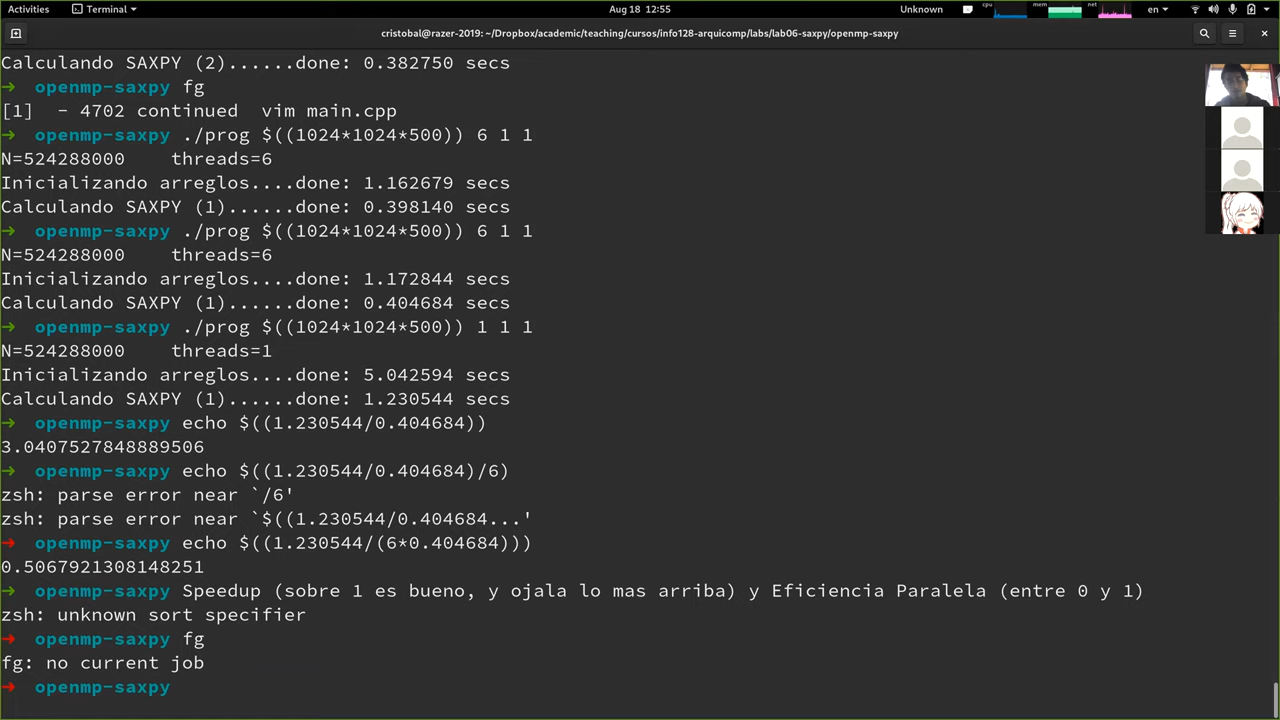 Activities Terminal Aug 18 12:55 Unknown cpu mem net en
cristobal@razer-2019: ~/Dropbox/academic/teaching/cursos/info128-arquicomp/labs/lab06-saxpy/openmp-saxpy
Calculando SAXPY (2)......done: 0.382750 secs
➜ openmp-saxpy fg
[1]  - 4702 continued  vim main.cpp
➜ openmp-saxpy ./prog $((1024*1024*500)) 6 1 1
N=524288000    threads=6
Inicializando arreglos....done: 1.162679 secs
Calculando SAXPY (1)......done: 0.398140 secs
➜ openmp-saxpy ./prog $((1024*1024*500)) 6 1 1
N=524288000    threads=6
Inicializando arreglos....done: 1.172844 secs
Calculando SAXPY (1)......done: 0.404684 secs
➜ openmp-saxpy ./prog $((1024*1024*500)) 1 1 1
N=524288000    threads=1
Inicializando arreglos....done: 5.042594 secs
Calculando SAXPY (1)......done: 1.230544 secs
➜ openmp-saxpy echo $((1.230544/0.404684))
3.0407527848889506
➜ openmp-saxpy echo $((1.230544/0.404684)/6)
zsh: parse error near `/6'
zsh: parse error near `$((1.230544/0.404684...'
➜ openmp-saxpy echo $((1.230544/(6*0.404684)))
0.5067921308148251
➜ openmp-saxpy Speedup (sobre 1 es bueno, y ojala lo mas arriba) y Eficiencia Paralela (entre 0 y 1)
zsh: unknown sort specifier
➜ openmp-saxpy fg
fg: no current job
➜ openmp-saxpy